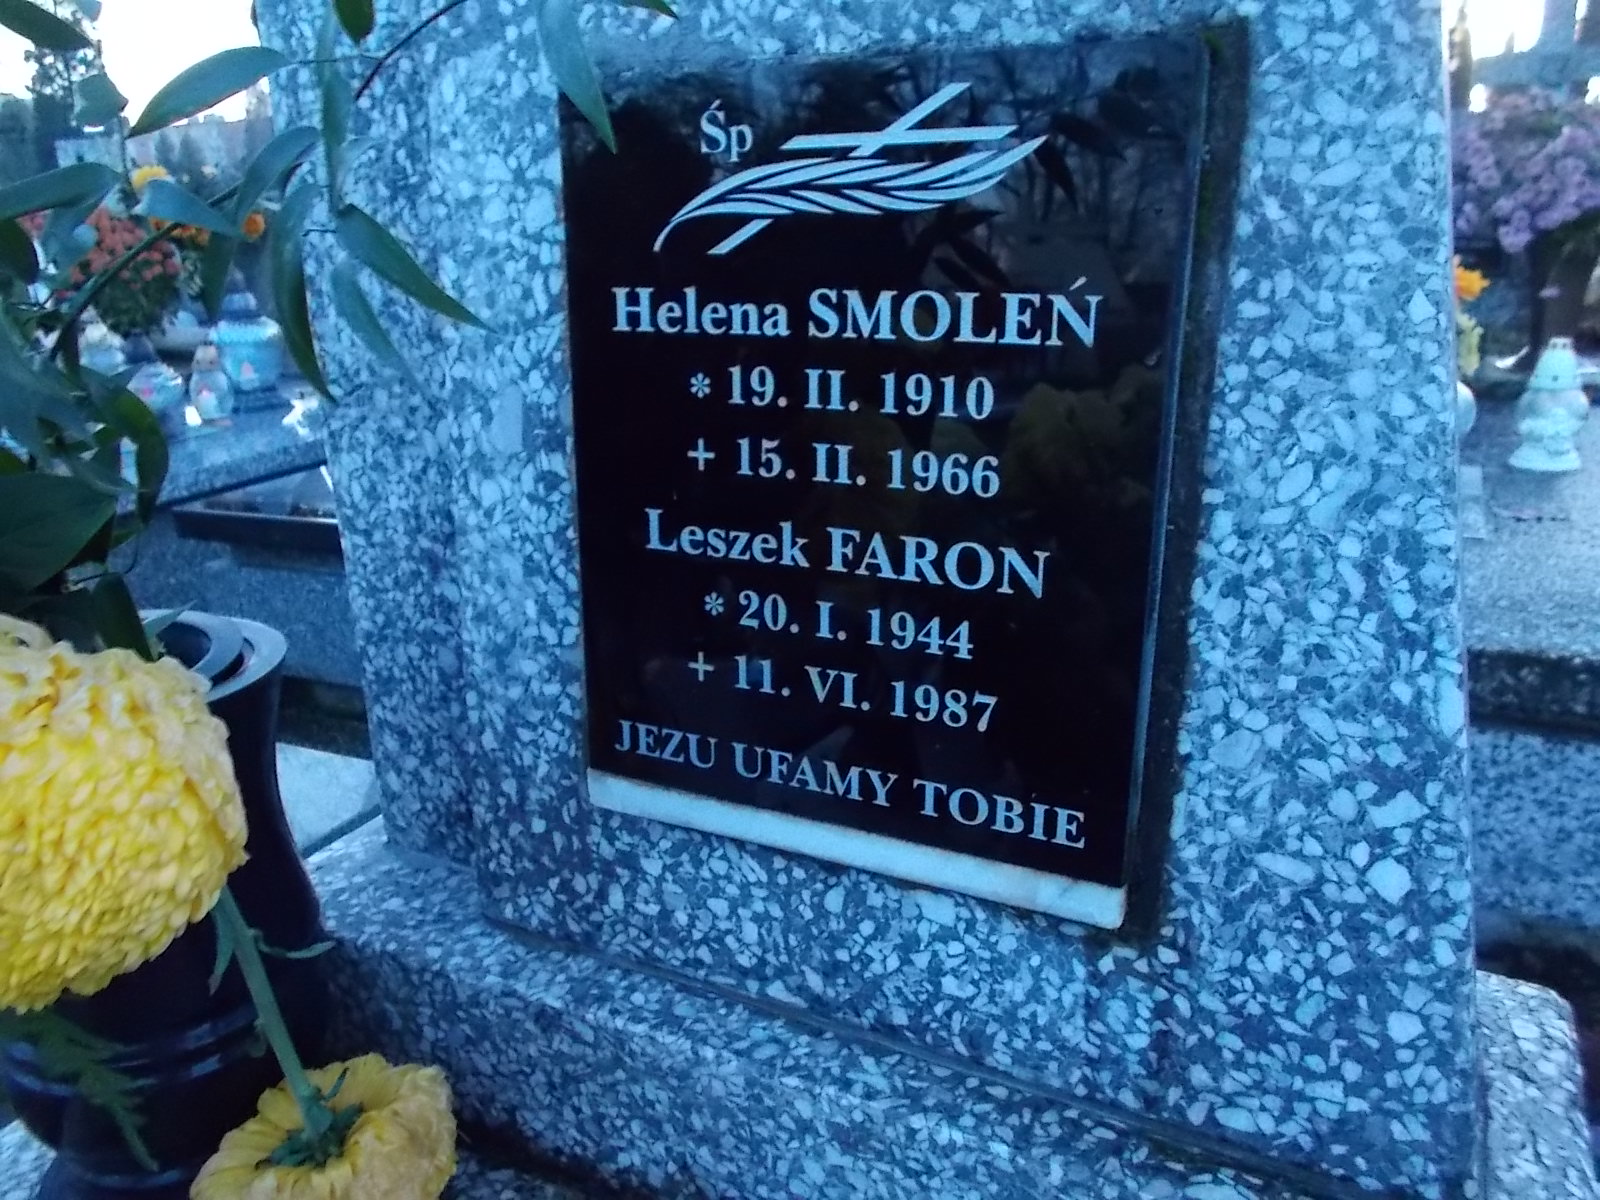 Śp
Helena SMOLEŃ
* 19. II. 1910
+ 15. II. 1966
Leszek FARON
* 20. I. 1944
+ 11. VI. 1987
JEZU UFAMY TOBIE